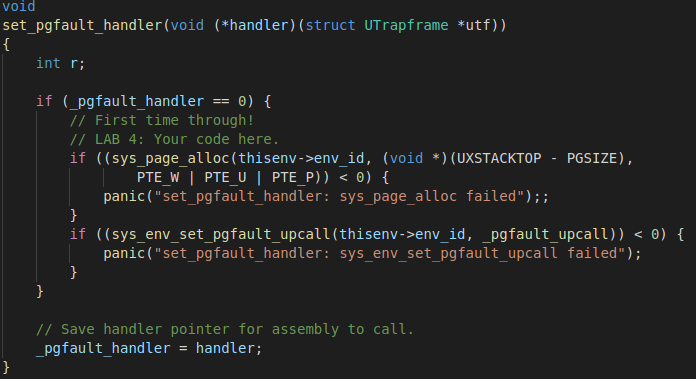 void
set_pgfault_handler(void (*handler)(struct UTrapframe *utf))
{
    int r;

    if (_pgfault_handler == 0) {
        // First time through!
        // LAB 4: Your code here.
        if ((sys_page_alloc(thisenv->env_id, (void *)(UXSTACKTOP - PGSIZE),
                PTE_W | PTE_U | PTE_P)) < 0) {
            panic("set_pgfault_handler: sys_page_alloc failed");;
        }
        if ((sys_env_set_pgfault_upcall(thisenv->env_id, _pgfault_upcall)) < 0) {
            panic("set_pgfault_handler: sys_env_set_pgfault_upcall failed");
        }
    }

    // Save handler pointer for assembly to call.
    _pgfault_handler = handler;
}